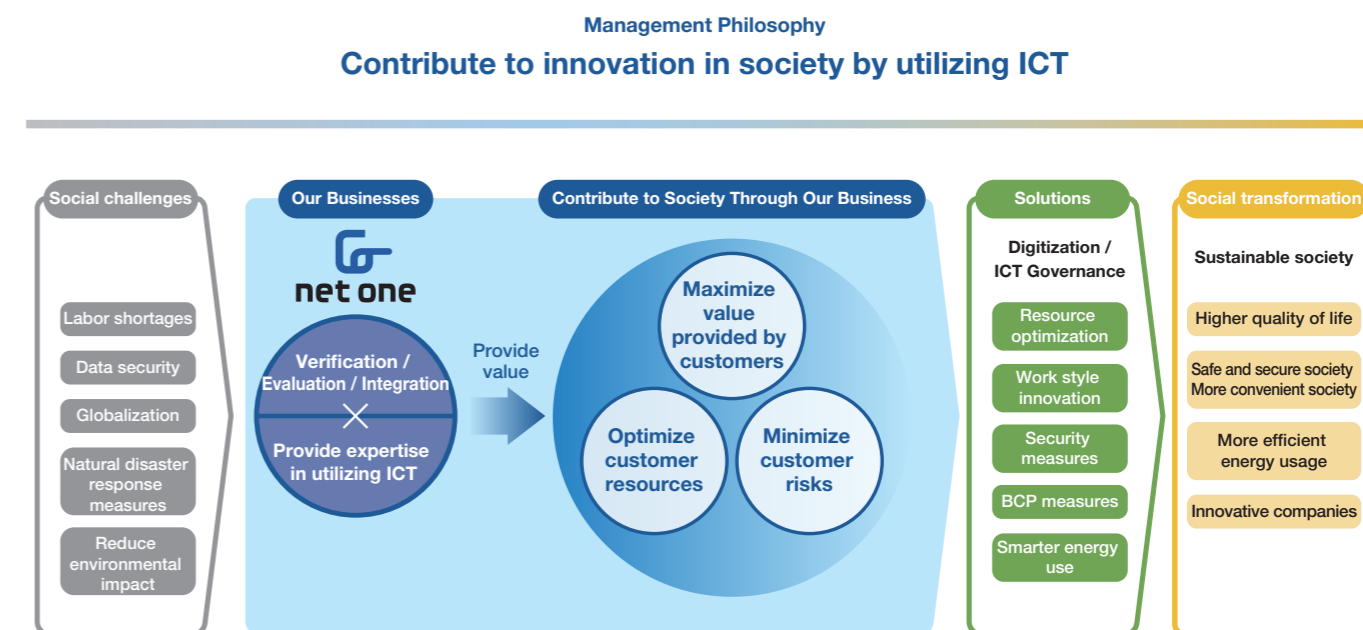 Management Philosophy
Contribute to innovation in society by utilizing ICT
Social challenges
Labor shortages
Data security
Globalization
Natural disaster
response
measures
Reduce
environmental
impact
Our Businesses
net one
Verification /
Evaluation / Integration
×
Provide expertise
in utilizing ICT
Provide
value
Contribute to Society Through Our Business
Maximize
value
provided by
customers
Optimize
customer
resources
Minimize
customer
risks
Solutions
Digitization /
ICT Governance
Resource
optimization
Work style
innovation
Security
measures
BCP measures
Smarter energy
use
Social transformation
Sustainable society
Higher quality of life
Safe and secure society
More convenient society
More efficient
energy usage
Innovative companies